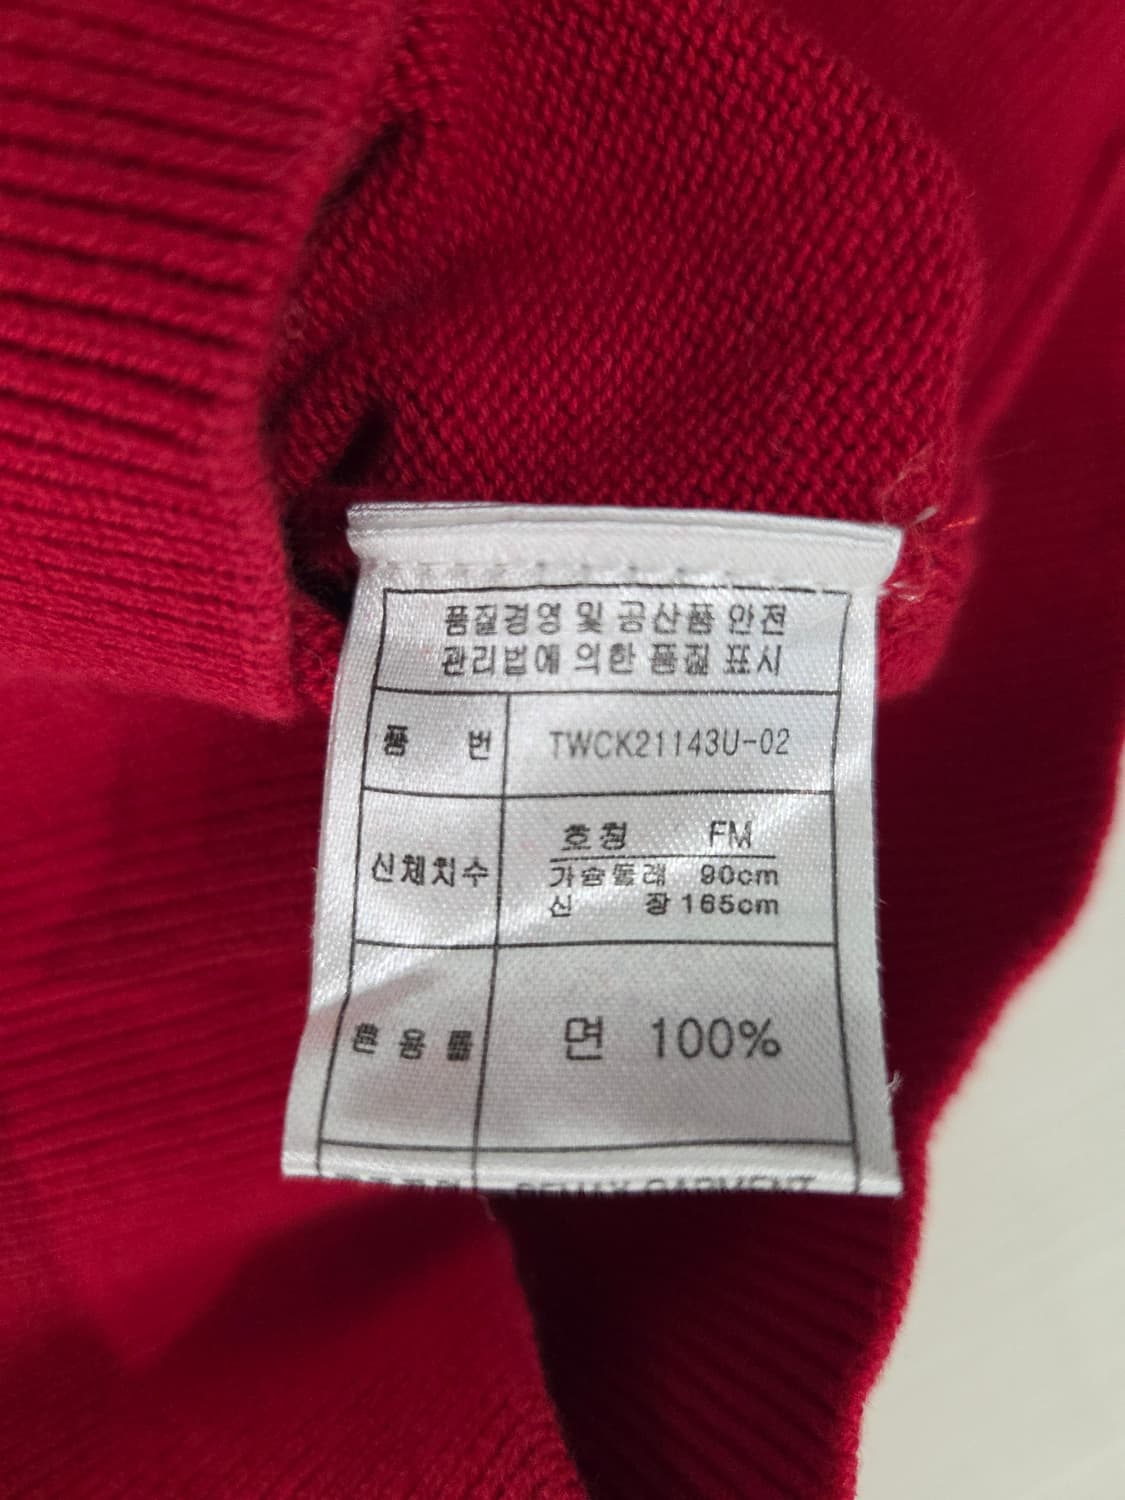 품질경영 및 공산품 안전
관리법에 의한 품질 표시
품 번 TWCK21143U-02
호칭 FM
신체치수
가슴둘레 90cm
신 장 165cm
혼용률 면 100%
GARMENT